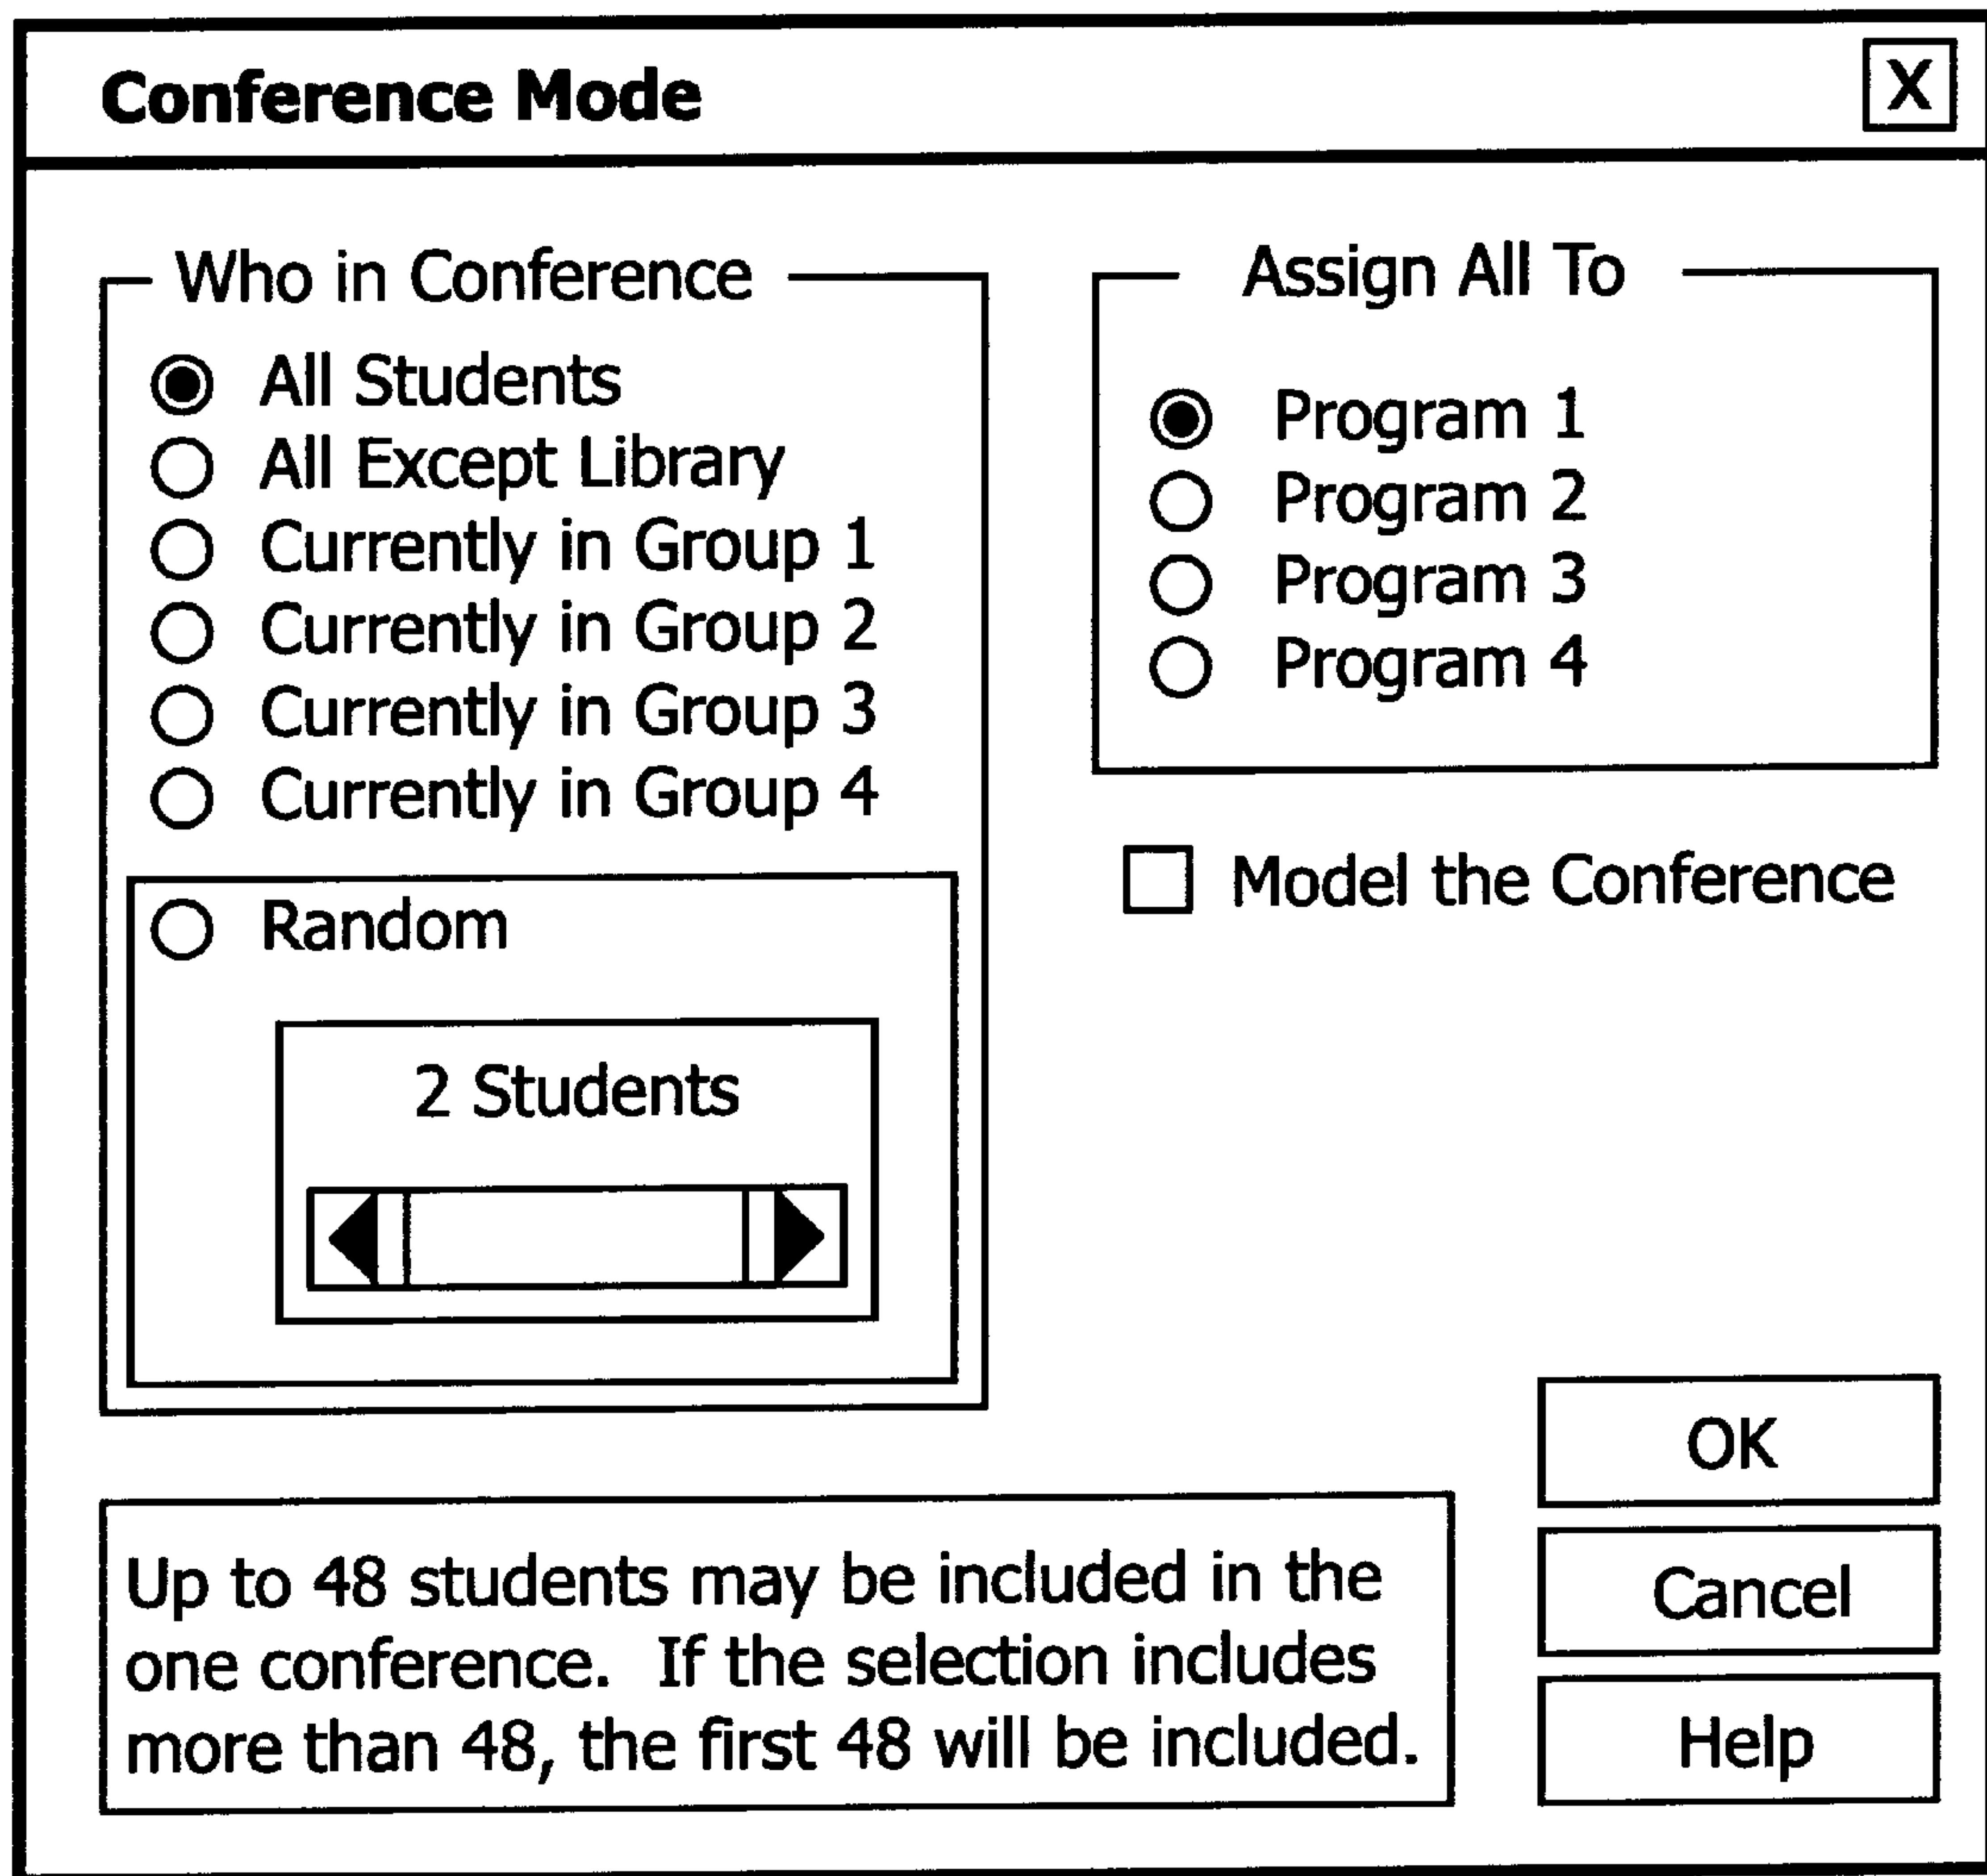 Conference Mode
X
Who in Conference
All Students
All Except Library
Currently in Group 1
Currently in Group 2
Currently in Group 3
Currently in Group 4
Random
2 Students
Assign All To
Program 1
Program 2
Program 3
Program 4
Model the Conference
Up to 48 students may be included in the
one conference. If the selection includes
more than 48, the first 48 will be included.
OK
Cancel
Help